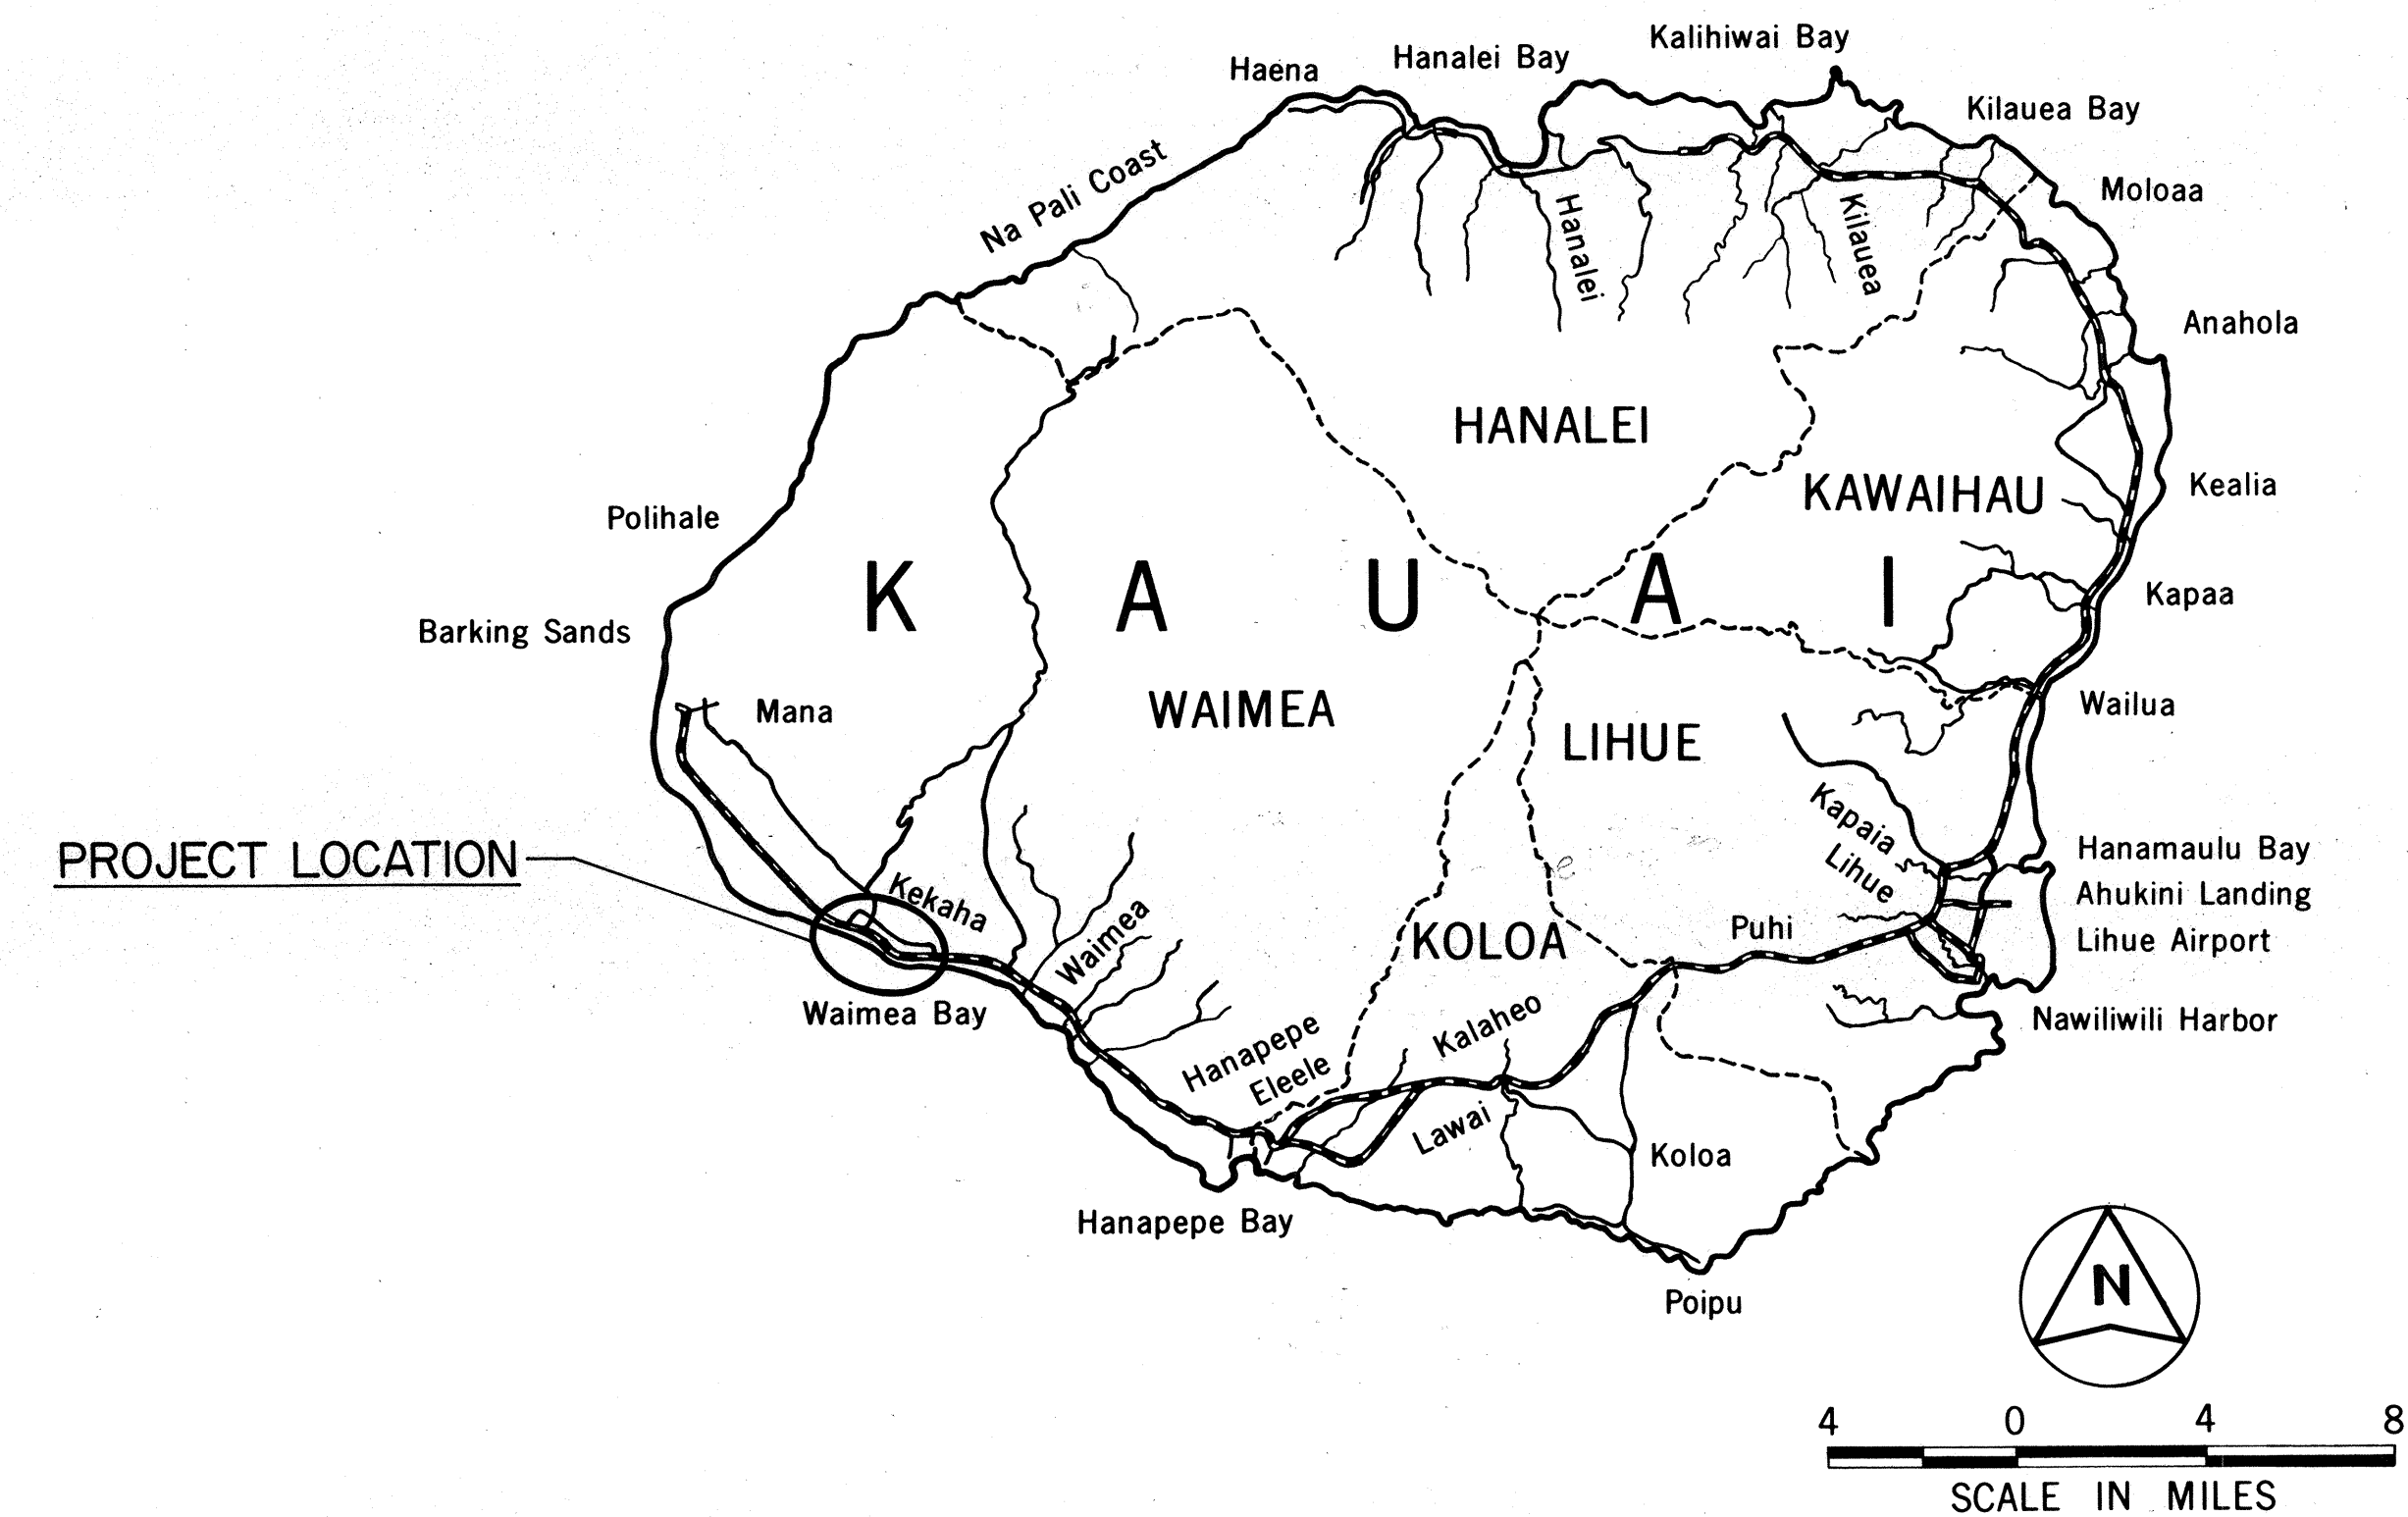 Kalihiwai Bay
Hanalei Bay
Haena
Kilauea Bay
Na Pali Coast
Moloaa
Hanalei
Kilauea
Anahola
HANALEI
KAWAIHAU
Kealia
Polihale
KAUAI
Kapaa
Barking Sands
Mana
WAIMEA
LIHUE
Wailua
Kapaia
Lihue
PROJECT LOCATION
Hanamaulu Bay
Ahukini Landing
Lihue Airport
Kekaha
Waimea
KOLOA
Puhi
Waimea Bay
Nawiliwili Harbor
Hanapepe
Eleele
Kalaheo
Lawai
Koloa
Hanapepe Bay
Poipu
N
4 0 4 8
SCALE IN MILES